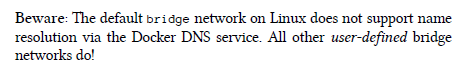 Beware: The default bridge network on Linux does not support name
resolution via the Docker DNS service. All other user-defined bridge
networks do!